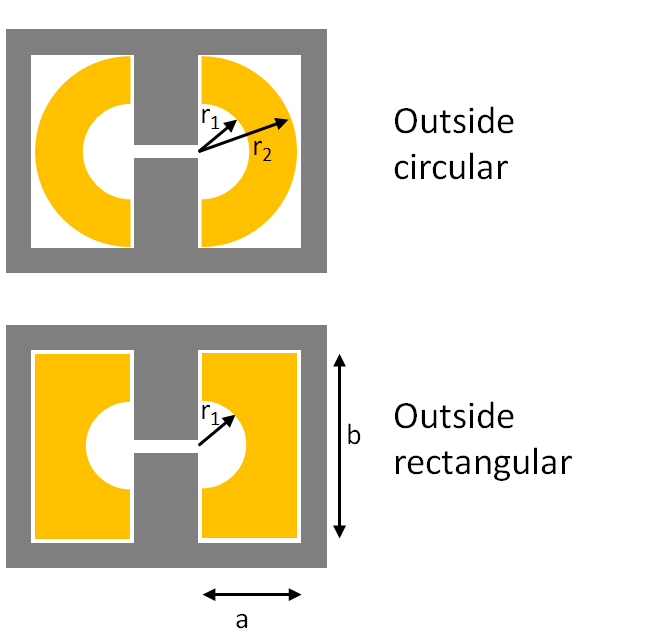 r1
r2
Outside
circular
r1
b
Outside
rectangular
a